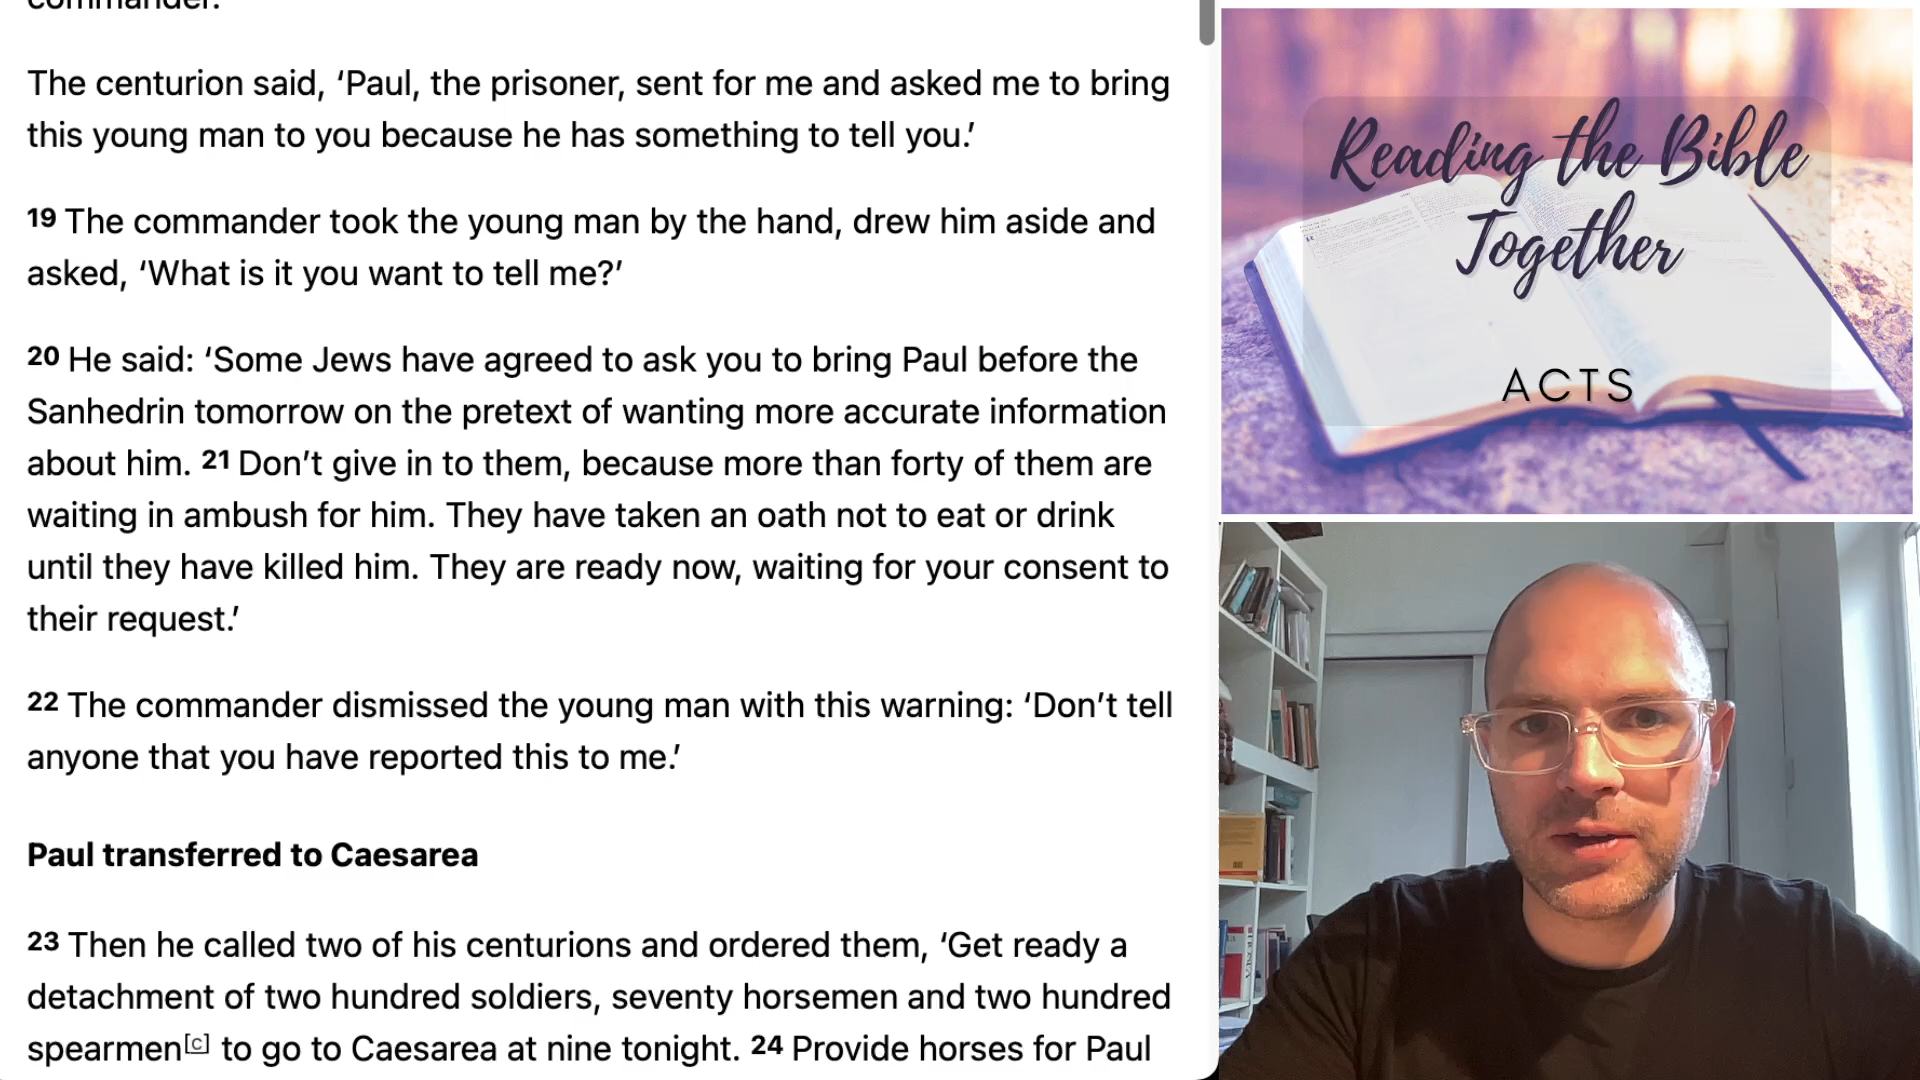 commander.'
The centurion said, ‘Paul, the prisoner, sent for me and asked me to bring
this young man to you because he has something to tell you.’
19 The commander took the young man by the hand, drew him aside and
asked, ‘What is it you want to tell me?’
20 He said: ‘Some Jews have agreed to ask you to bring Paul before the
Sanhedrin tomorrow on the pretext of wanting more accurate information
about him. 21 Don’t give in to them, because more than forty of them are
waiting in ambush for him. They have taken an oath not to eat or drink
until they have killed him. They are ready now, waiting for your consent to
their request.’
22 The commander dismissed the young man with this warning: ‘Don’t tell
anyone that you have reported this to me.’
Paul transferred to Caesarea
23 Then he called two of his centurions and ordered them, ‘Get ready a
detachment of two hundred soldiers, seventy horsemen and two hundred
spearmen[c] to go to Caesarea at nine tonight. 24 Provide horses for Paul
Reading the Bible
Together
ACTS